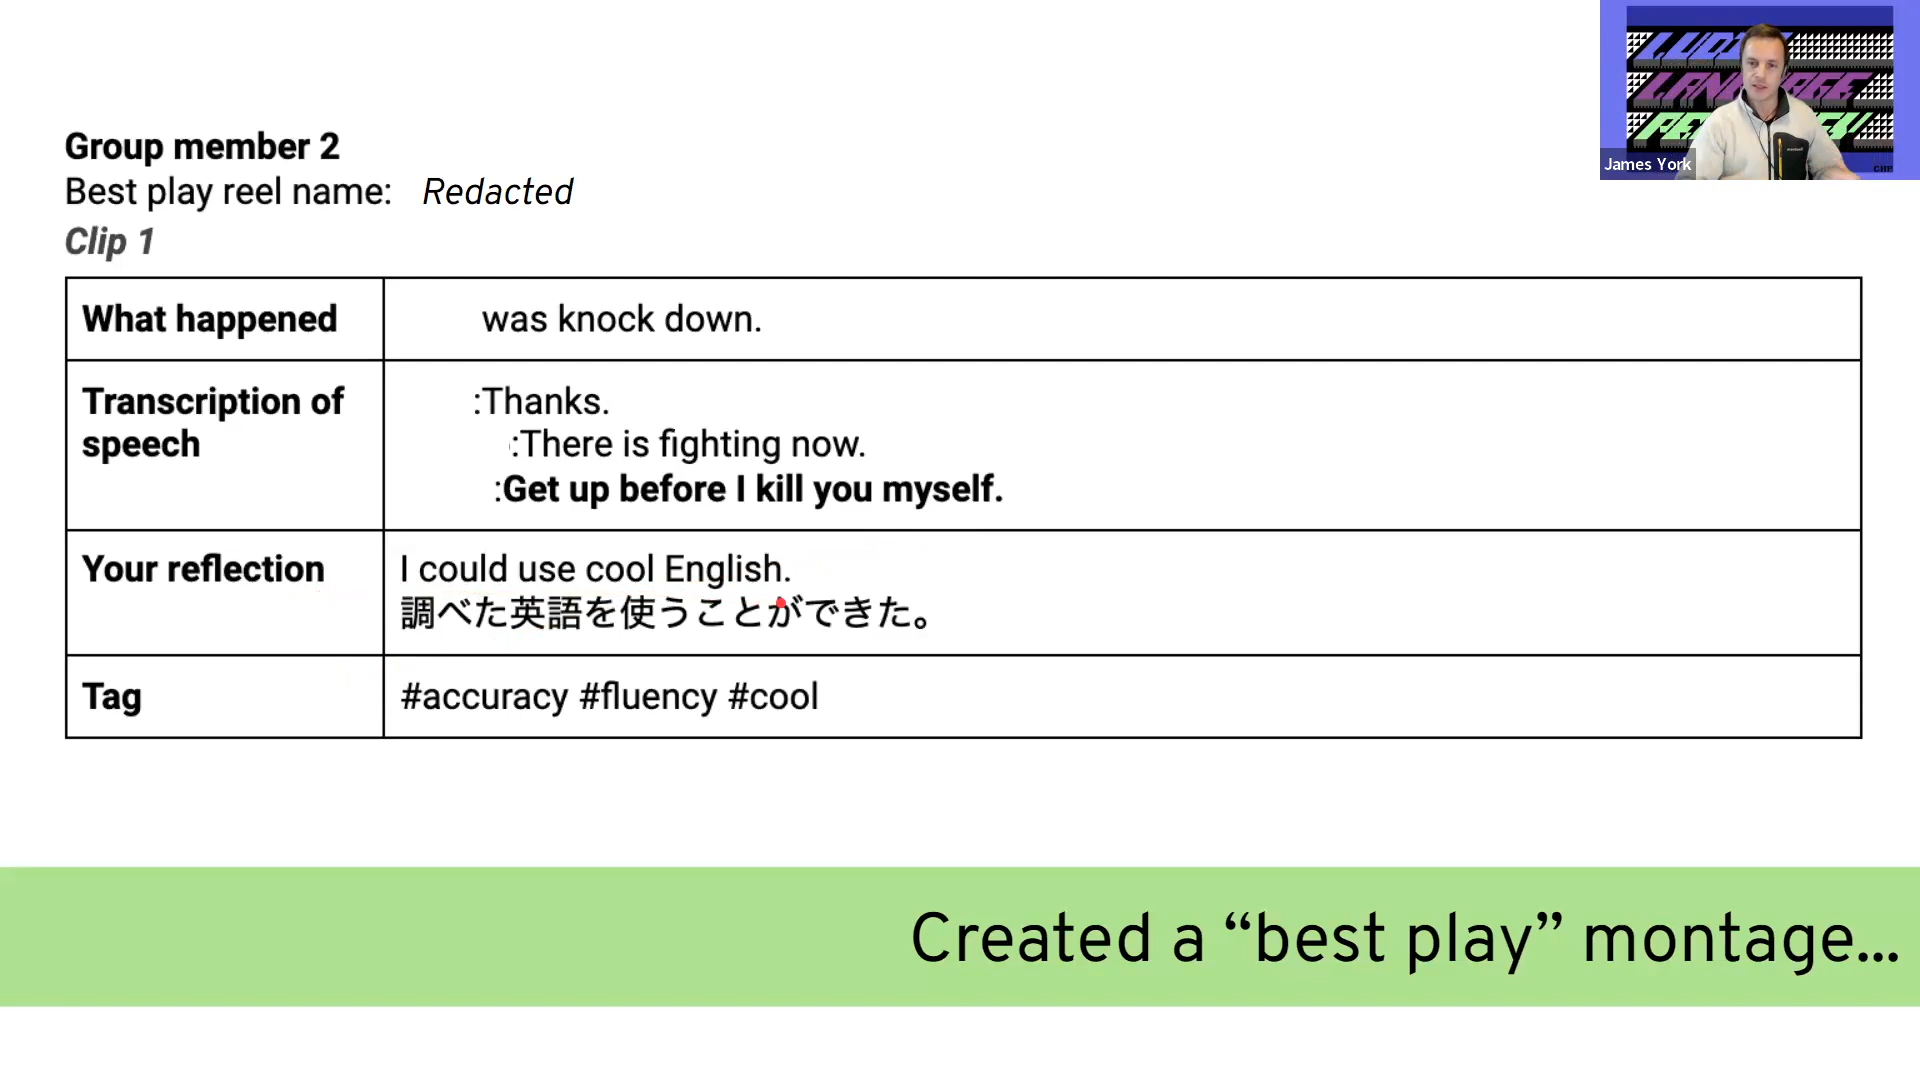 Group member 2
Best play reel name: Redacted
Clip 1
What happened
was knock down.
Transcription of
speech
:Thanks.
:There is fighting now.
:Get up before I kill you myself.
Your reflection
I could use cool English.
調べた英語を使うことができた。
Tag
#accuracy #fluency #cool
Created a “best play” montage...
LUDIC
LANGUAGE
James York